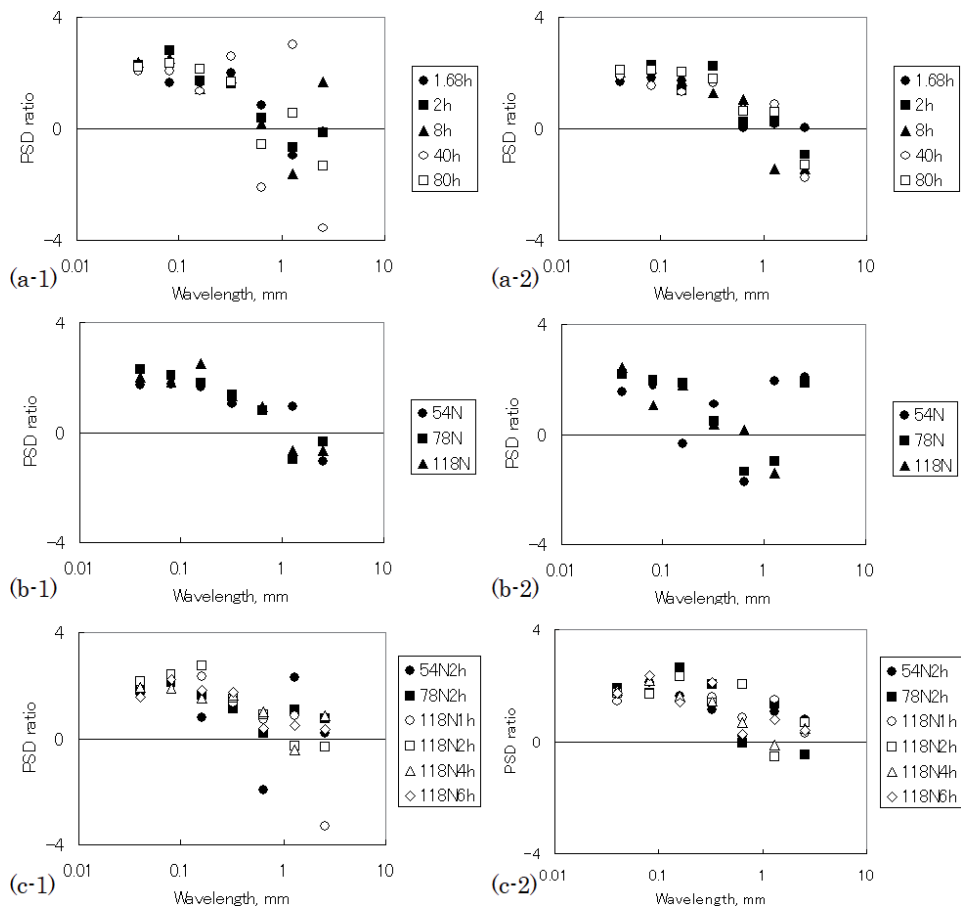 4
0
−4
PSD ratio
0.01
0.1
1
10
Wavelength, mm
1.68h
2h
8h
40h
80h
(a-1)
4
0
−4
PSD ratio
0.01
0.1
1
10
Wavelength, mm
1.68h
2h
8h
40h
80h
(a-2)
4
0
−4
PSD ratio
0.01
0.1
1
10
Wavelength, mm
54N
78N
118N
(b-1)
4
0
−4
PSD ratio
0.01
0.1
1
10
Wavelength, mm
54N
78N
118N
(b-2)
4
0
−4
PSD ratio
0.01
0.1
1
10
Wavelength, mm
54N2h
78N2h
118N1h
118N2h
118N4h
118N6h
(c-1)
4
0
−4
PSD ratio
0.01
0.1
1
10
Wavelength, mm
54N2h
78N2h
118N1h
118N2h
118N4h
118N6h
(c-2)